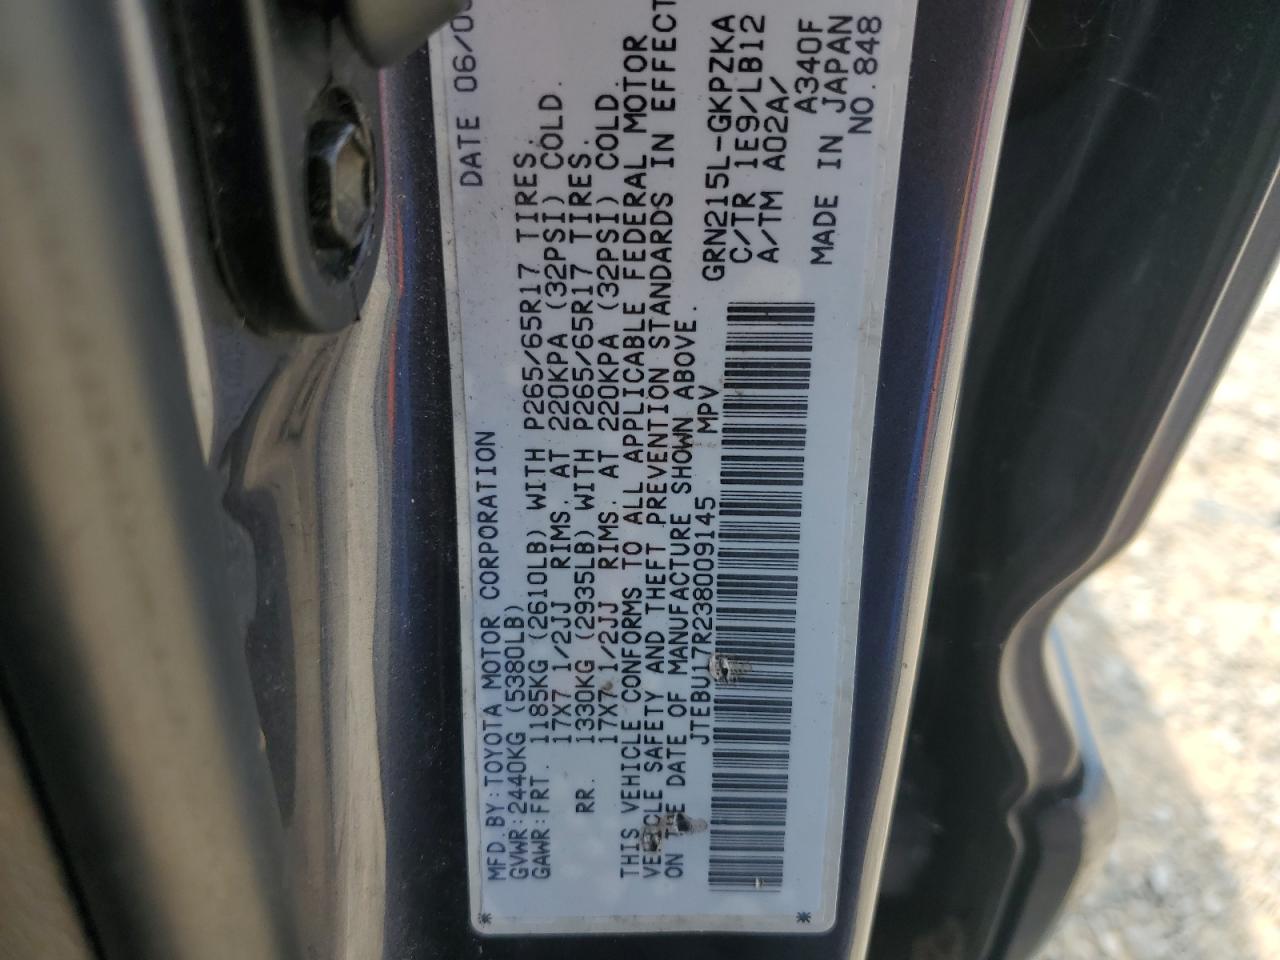 MFD. BY: TOYOTA MOTOR CORPORATION DATE 06/
GVWR: 2440KG (5380LB)
GAWR: FRT. 1185KG (2610LB) WITH P265/65R17 TIRES.
17X7 1/2JJ RIMS. AT 220KPA (32PSI) COLD.
RR. 1330KG (2935LB) WITH P265/65R17 TIRES.
17X7 1/2JJ RIMS. AT 220KPA (32PSI) COLD.
THIS VEHICLE CONFORMS TO ALL APPLICABLE FEDERAL MOTOR
VEHICLE SAFETY AND THEFT PREVENTION STANDARDS IN EFFECT
ON THE DATE OF MANUFACTURE SHOWN ABOVE.
JTEBU17R238009145 MPV
GRN215L-GKPZKA
C/TR 1E9/LB12
A/TM A02A/ A340F
MADE IN JAPAN
NO. 848
* *